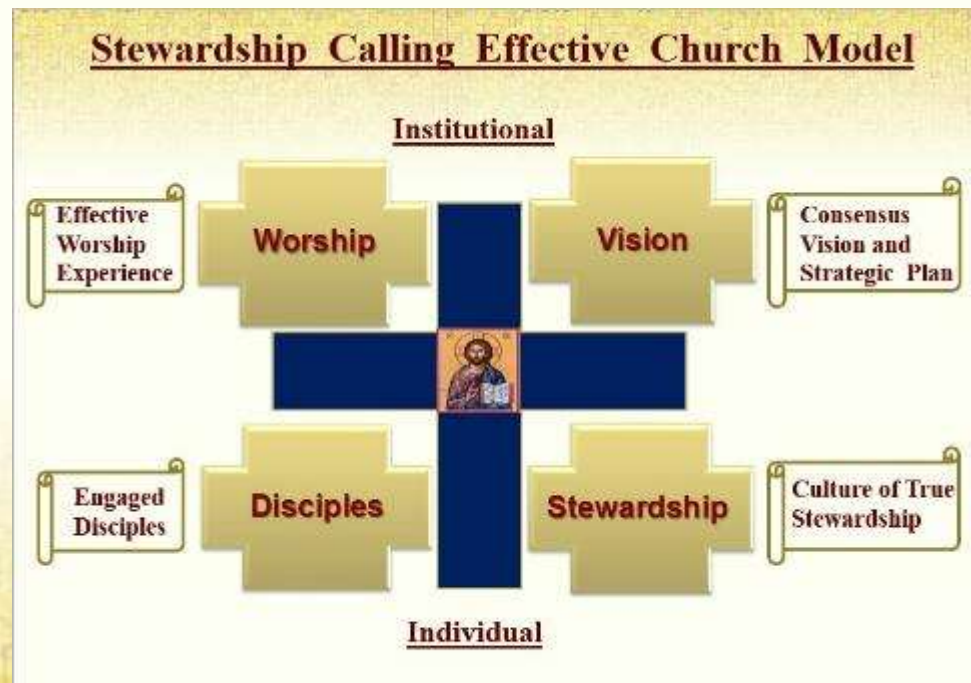 Stewardship Calling Effective Church Model
Institutional
Effective
Worship
Experience
Worship
Vision
Consensus
Vision and
Strategic Plan
Engaged
Disciples
Disciples
Stewardship
Culture of True
Stewardship
Individual